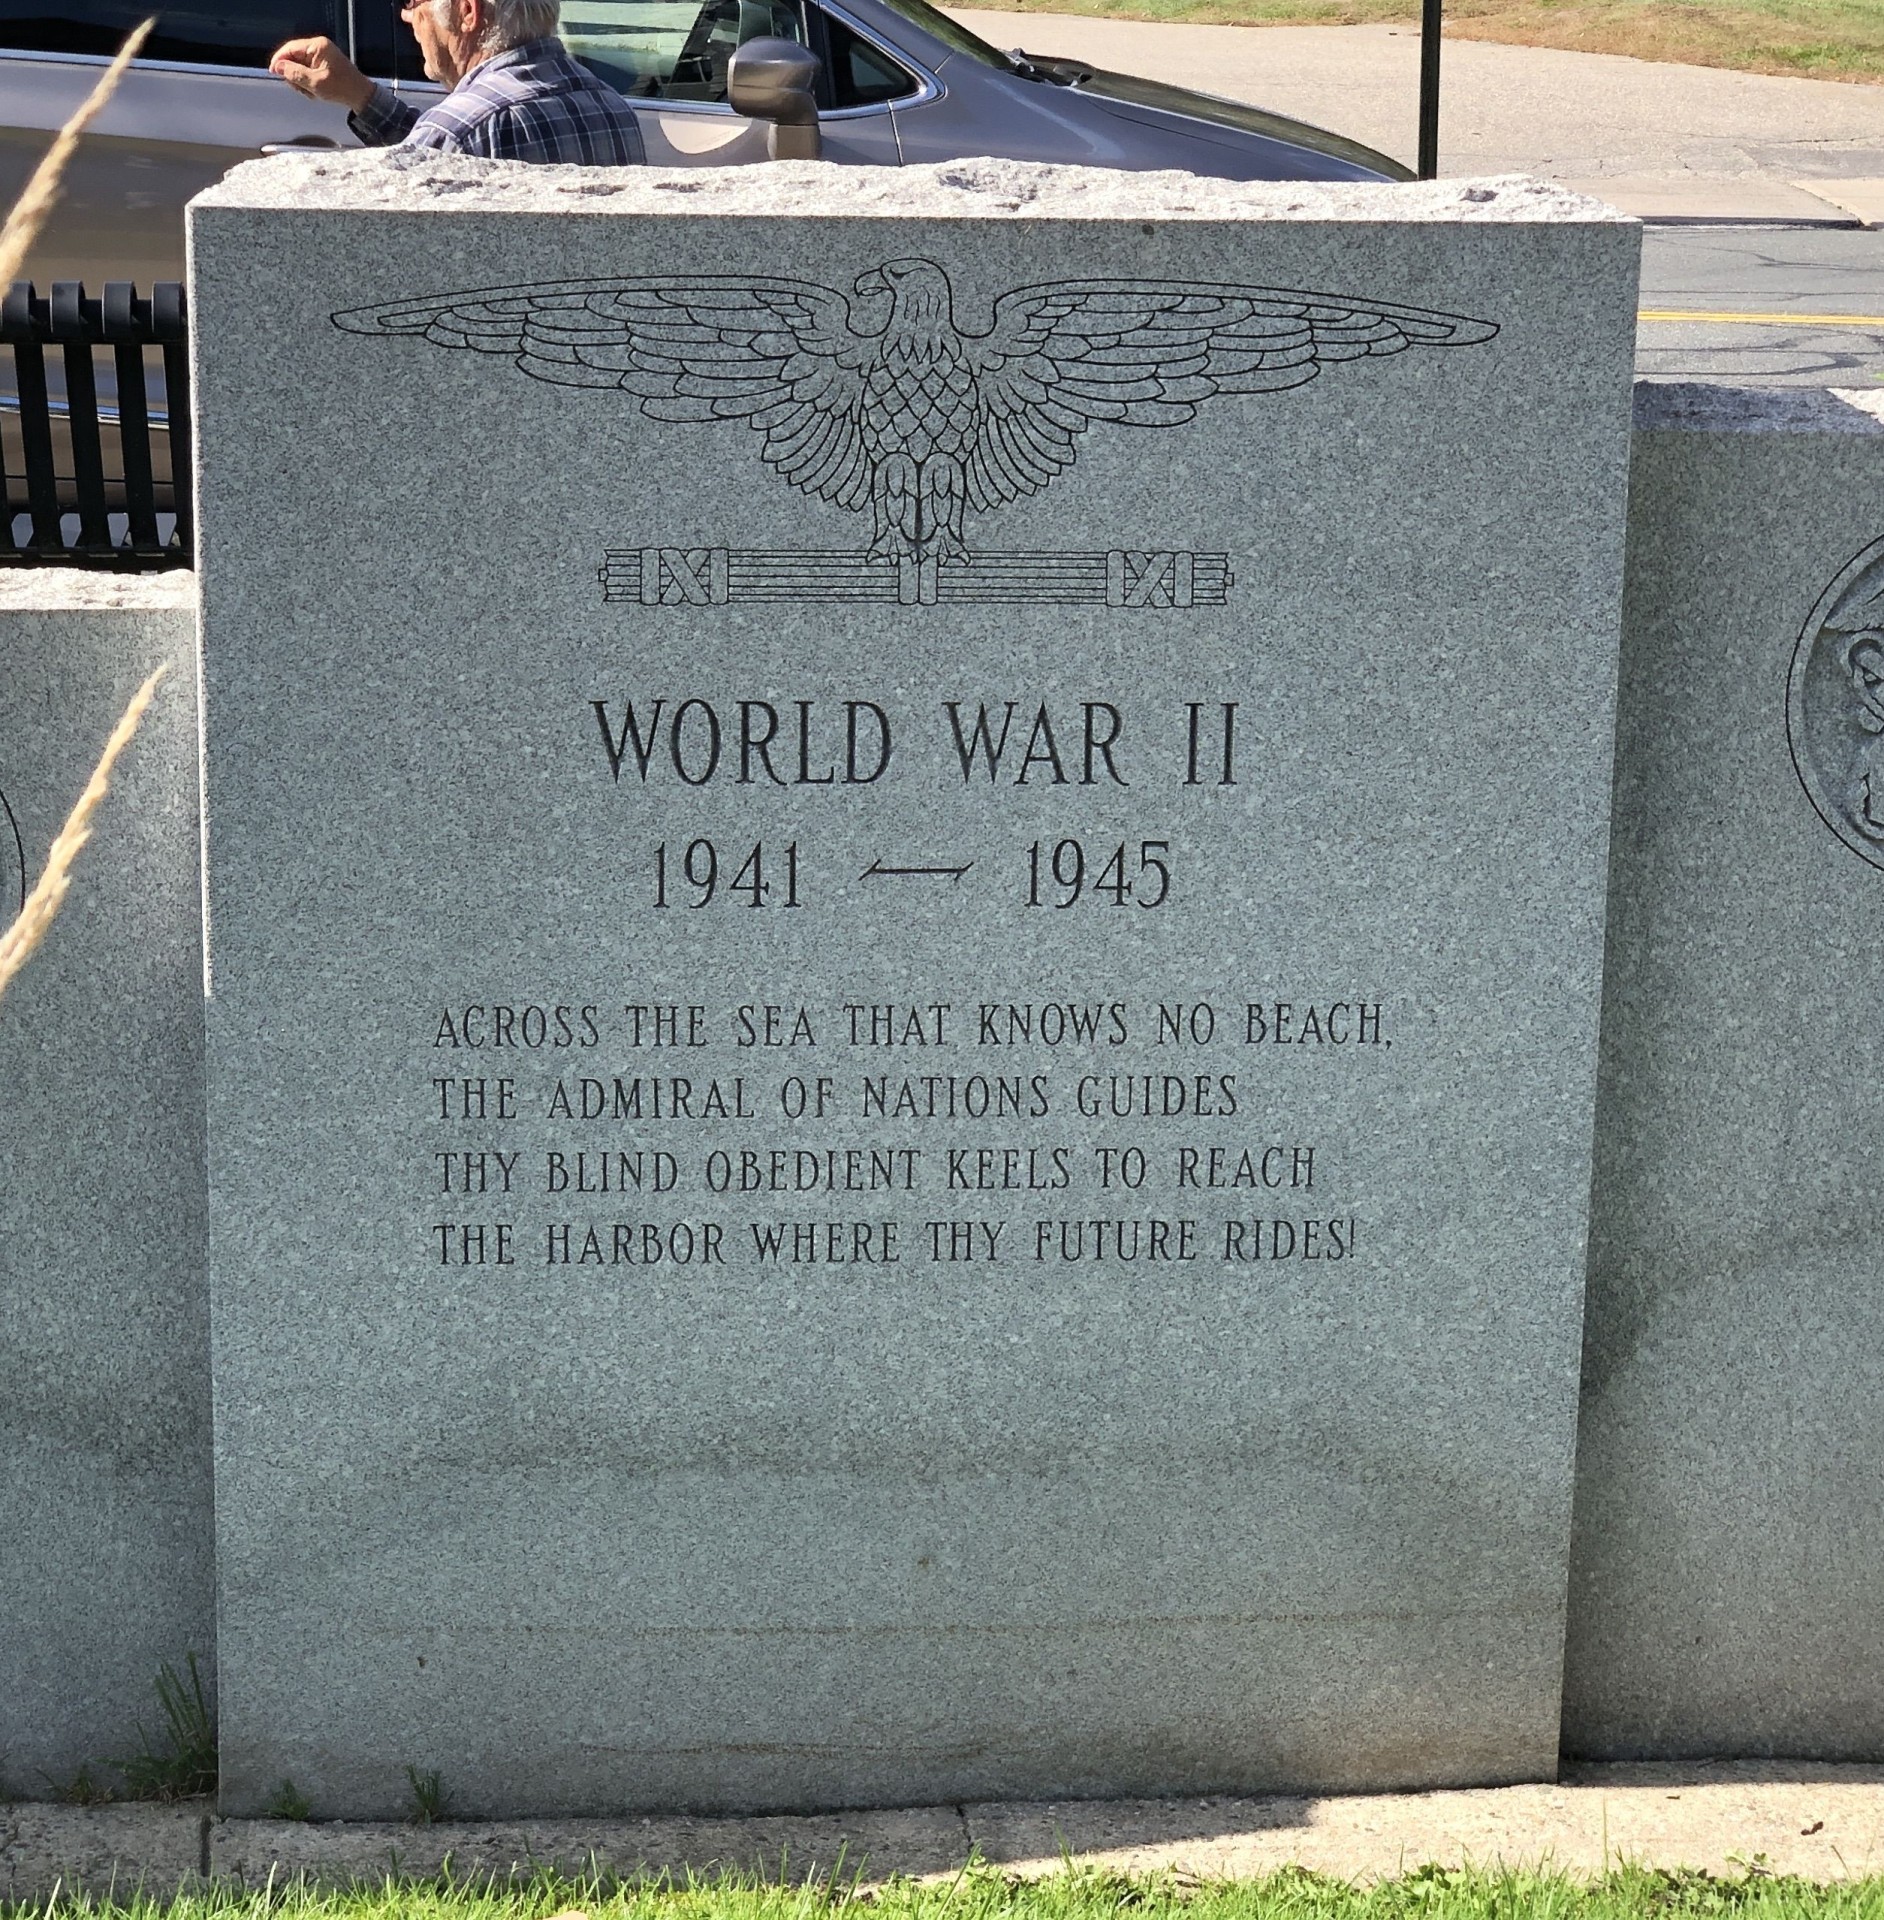 WORLD WAR II
1941 — 1945
ACROSS THE SEA THAT KNOWS NO BEACH,
THE ADMIRAL OF NATIONS GUIDES
THY BLIND OBEDIENT KEELS TO REACH
THE HARBOR WHERE THY FUTURE RIDES!